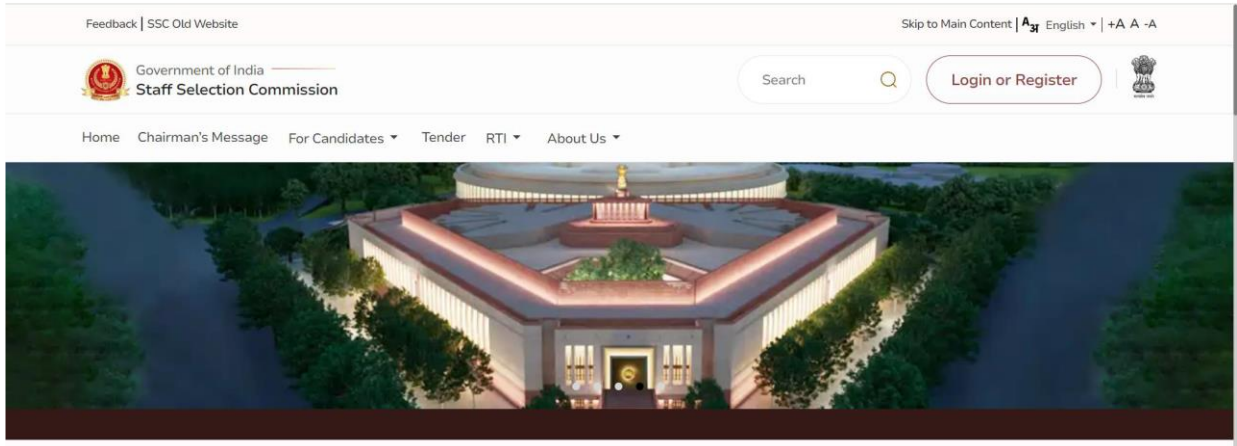 Feedback | SSC Old Website
Skip to Main Content | Aअ English | +A A -A
Government of India
Staff Selection Commission
Search
Login or Register
Home Chairman's Message For Candidates Tender RTI About Us